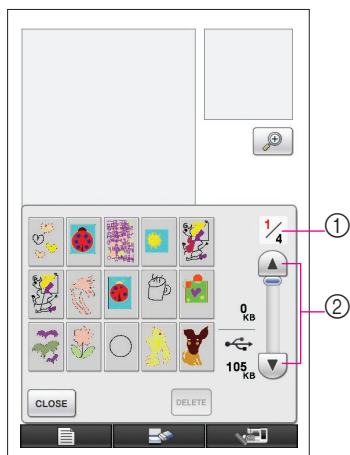 1/4
①
②
0 KB
105 KB
CLOSE
DELETE